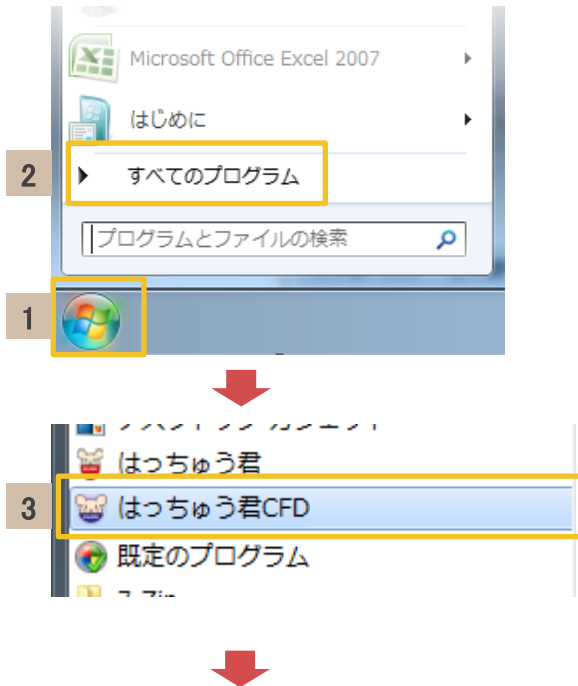 Microsoft Office Excel 2007
はじめに
2
すべてのプログラム
プログラムとファイルの検索
1
はっちゅう君
3
はっちゅう君CFD
既定のプログラム